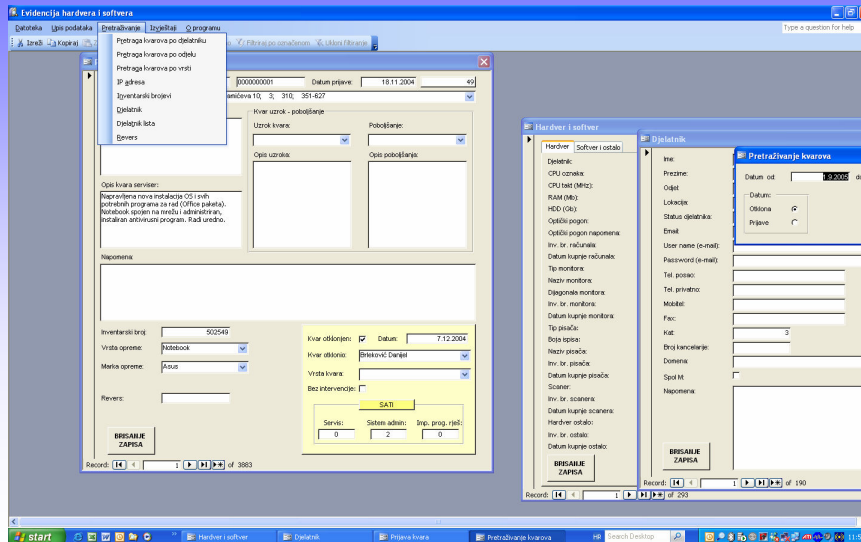 Evidencija hardvera i softvera
Datoteka Upis podataka Pretraživanje Izvještaji O programu
Type a question for help
Izreži Kopiraj Filtriraj po označenom Ukloni filtriranje
Pretraga kvarova po djelatniku
Pretraga kvarova po odjelu
Pretraga kvarova po vrsti
IP adresa
Inventarski brojevi
Djelatnik
Djelatnik lista
Revers
0000000001 Datum prijave: 18.11.2004 49
10; 3; 310; 351-627
Kvar uzrok - poboljšanje
Uzrok kvara: Poboljšanje:
Opis uzroka: Opis poboljšanja:
Opis kvara serviser:
Napravljena nova instalacija OS i svih
potrebnih programa za rad (Office paketa).
Notebook spojen na mrežu i administriran,
instaliran antivirusni program. Radi uredno.
Napomena:
Inventarski broj: 502549
Vrsta opreme: Notebook
Marka opreme: Asus
Revers:
Kvar otklonjen: Datum: 7.12.2004
Kvar otklonio: Brleković Danijel
Vrsta kvara:
Bez intervencije:
SATI
Servis: Sistem admin: Imp. prog. rješ:
0 2 0
BRISANJE
ZAPISA
Record: 1 of 3883
Hardver i softver
Hardver Softver i ostalo
Djelatnik:
CPU oznaka:
CPU takt (MHz):
RAM (Mb):
HDD (Gb):
Optički pogon:
Optički pogon napomena:
Inv. br. računala:
Datum kupnje računala:
Tip monitora:
Naziv monitora:
Dijagonala monitora:
Inv. br. monitora:
Datum kupnje monitora:
Tip pisača:
Boja ispisa:
Naziv pisača:
Inv. br. pisača:
Datum kupnje pisača:
Scaner:
Inv. br. scanera:
Datum kupnje scanera:
Hardver ostalo:
Inv. br. ostalo:
Datum kupnje ostalo:
BRISANJE
ZAPISA
Record: 1 of 293
Djelatnik
Ime:
Prezime:
Odjel:
Lokacija:
Status djelatnika:
Email:
User name (e-mail):
Password (e-mail):
Tel. posao:
Tel. privatno:
Mobitel:
Fax:
Kat: 3
Broj kancelarije:
Domena:
Spol M:
Napomena:
BRISANJE
ZAPISA
Record: 1 of 190
Pretraživanje kvarova
Datum od: 1.9.2005 do
Datum:
Otklona
Prijave
start Hardver i softver Djelatnik Prijava kvara Pretraživanje kvarova HR Search Desktop